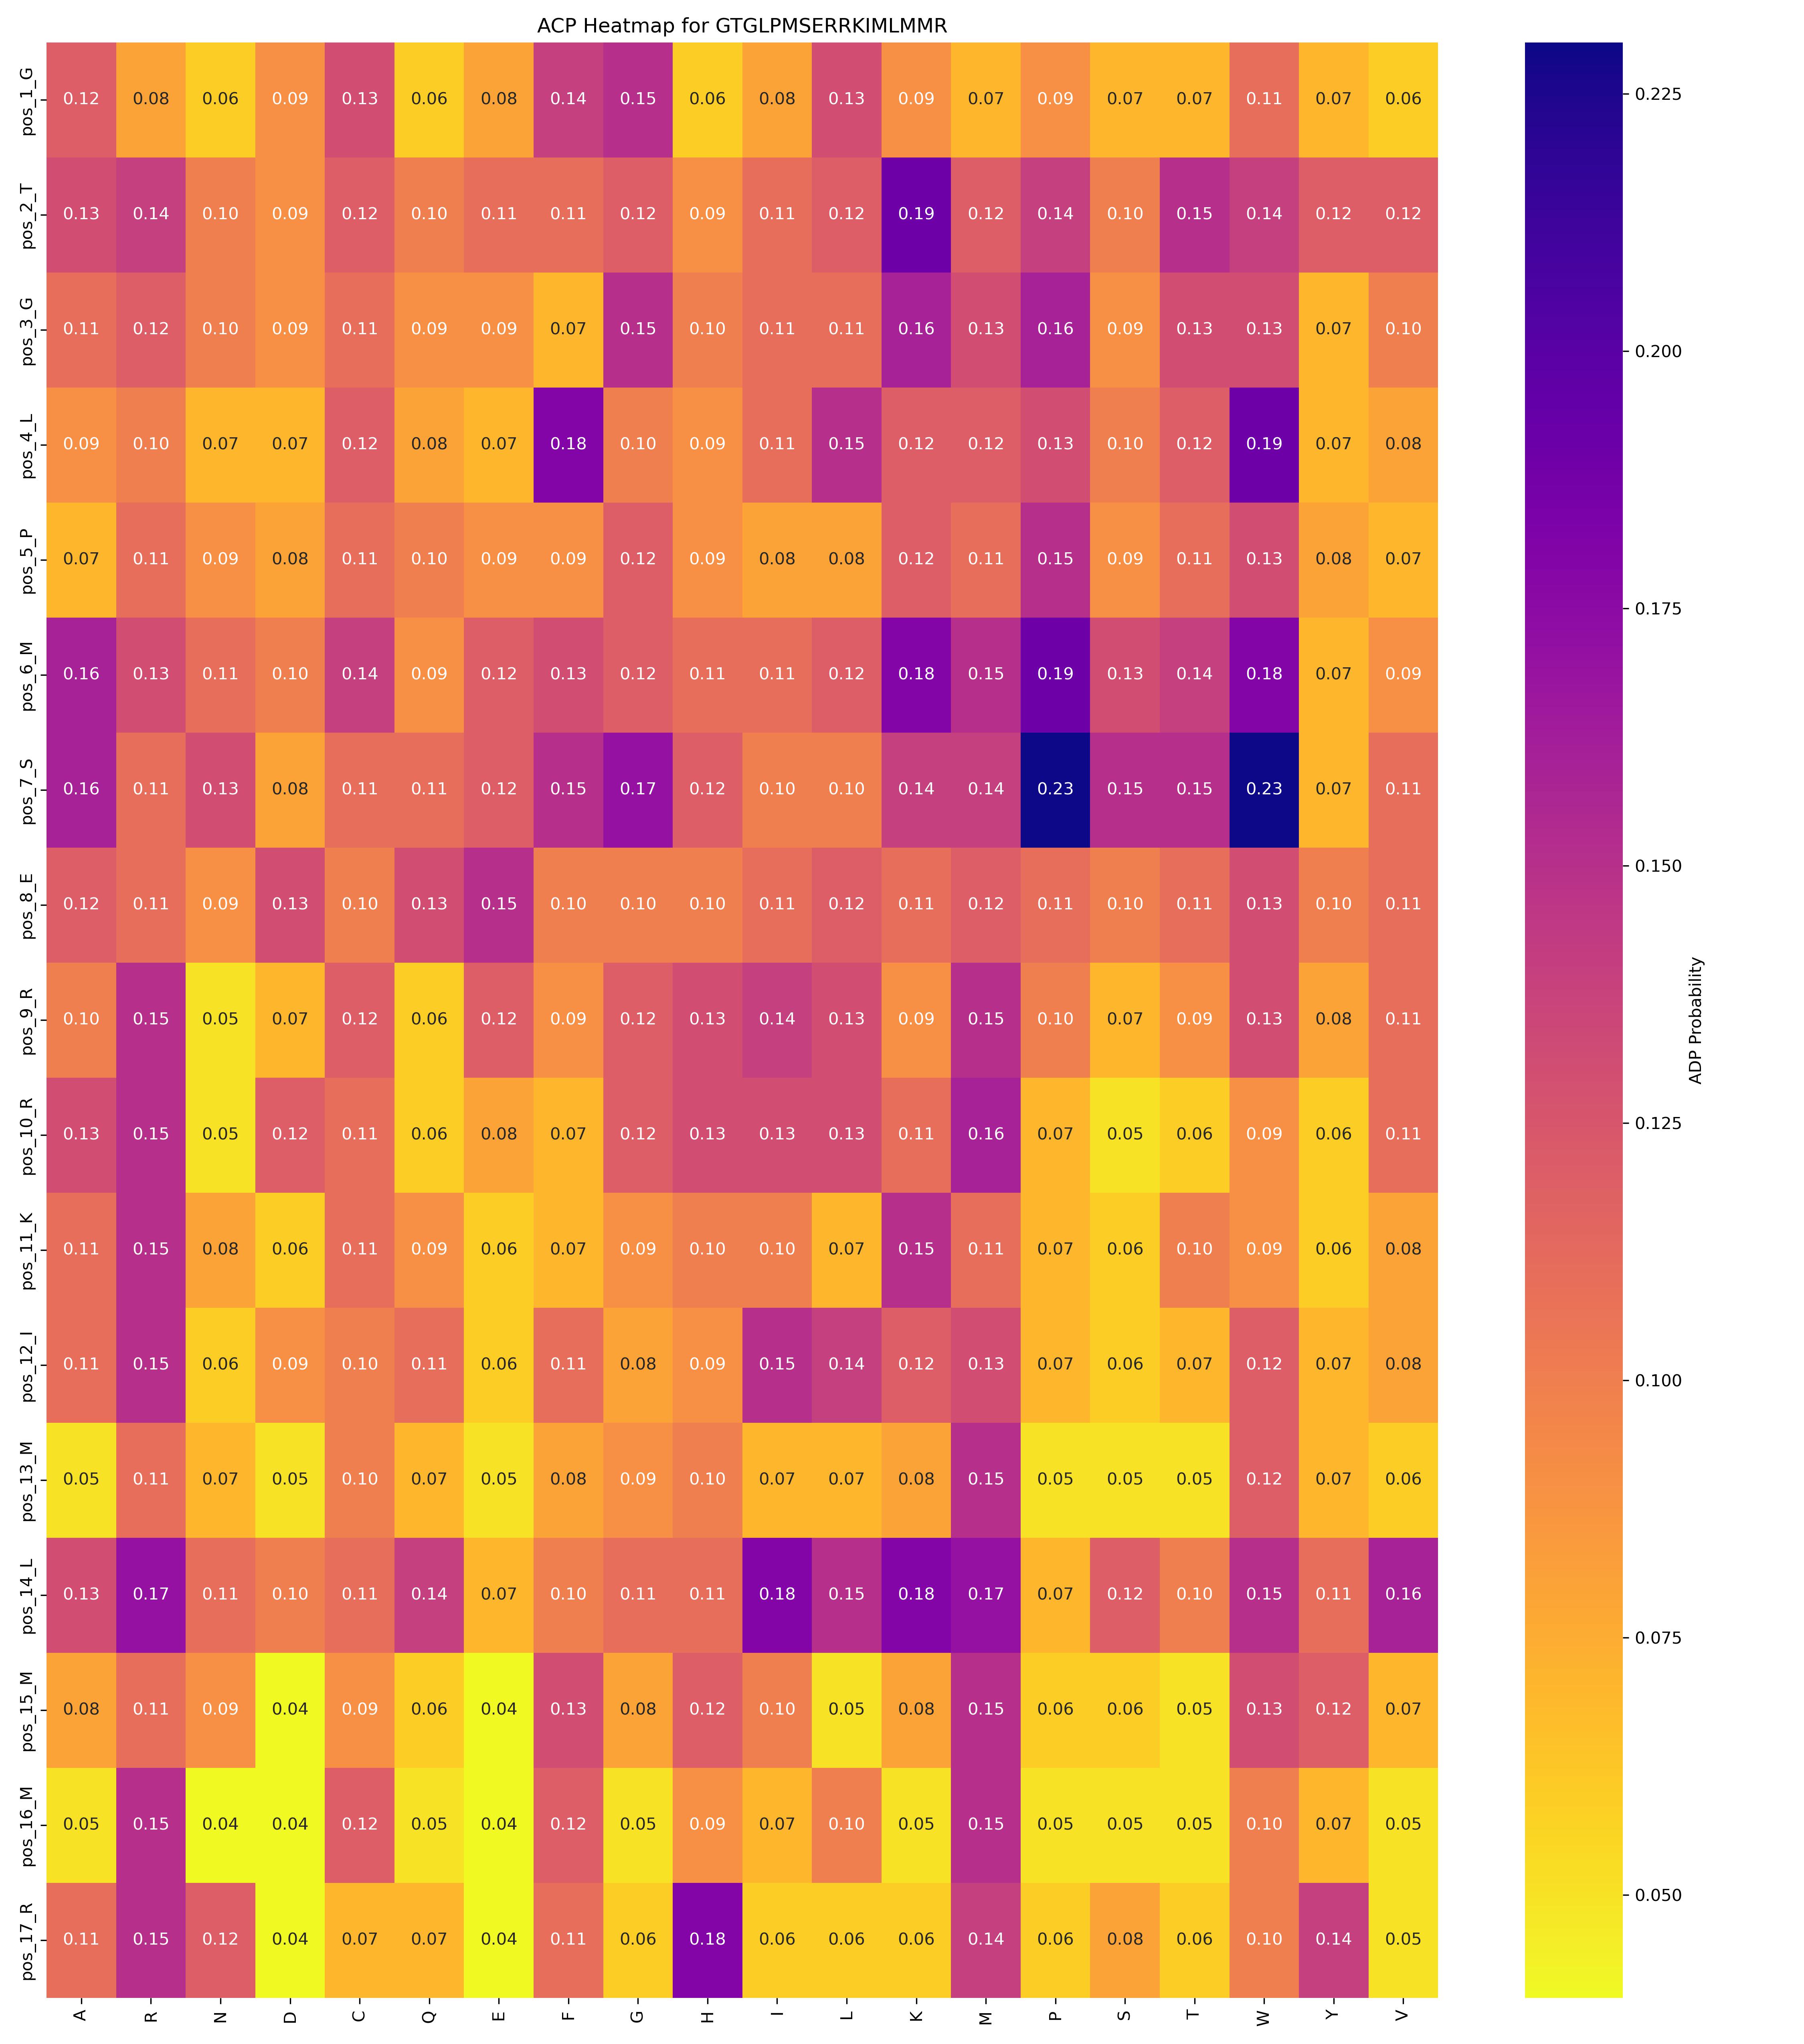 ACP Heatmap for GTGLPMSERRKIMLMMR
pos_1_G 0.12 0.08 0.06 0.09 0.13 0.06 0.08 0.14 0.15 0.06 0.08 0.13 0.09 0.07 0.09 0.07 0.07 0.11 0.07 0.06
pos_2_T 0.13 0.14 0.10 0.09 0.12 0.10 0.11 0.11 0.12 0.09 0.11 0.12 0.19 0.12 0.14 0.10 0.15 0.14 0.12 0.12
pos_3_G 0.11 0.12 0.10 0.09 0.11 0.09 0.09 0.07 0.15 0.10 0.11 0.11 0.16 0.13 0.16 0.09 0.13 0.13 0.07 0.10
pos_4_L 0.09 0.10 0.07 0.07 0.12 0.08 0.07 0.18 0.10 0.09 0.11 0.15 0.12 0.12 0.13 0.10 0.12 0.19 0.07 0.08
pos_5_P 0.07 0.11 0.09 0.08 0.11 0.10 0.09 0.09 0.12 0.09 0.08 0.08 0.12 0.11 0.15 0.09 0.11 0.13 0.08 0.07
pos_6_M 0.16 0.13 0.11 0.10 0.14 0.09 0.12 0.13 0.12 0.11 0.11 0.12 0.18 0.15 0.19 0.13 0.14 0.18 0.07 0.09
pos_7_S 0.16 0.11 0.13 0.08 0.11 0.11 0.12 0.15 0.17 0.12 0.10 0.10 0.14 0.14 0.23 0.15 0.15 0.23 0.07 0.11
pos_8_E 0.12 0.11 0.09 0.13 0.10 0.13 0.15 0.10 0.10 0.10 0.11 0.12 0.11 0.12 0.11 0.10 0.11 0.13 0.10 0.11
pos_9_R 0.10 0.15 0.05 0.07 0.12 0.06 0.12 0.09 0.12 0.13 0.14 0.13 0.09 0.15 0.10 0.07 0.09 0.13 0.08 0.11
pos_10_R 0.13 0.15 0.05 0.12 0.11 0.06 0.08 0.07 0.12 0.13 0.13 0.13 0.11 0.16 0.07 0.05 0.06 0.09 0.06 0.11
pos_11_K 0.11 0.15 0.08 0.06 0.11 0.09 0.06 0.07 0.09 0.10 0.10 0.07 0.15 0.11 0.07 0.06 0.10 0.09 0.06 0.08
pos_12_I 0.11 0.15 0.06 0.09 0.10 0.11 0.06 0.11 0.08 0.09 0.15 0.14 0.12 0.13 0.07 0.06 0.07 0.12 0.07 0.08
pos_13_M 0.05 0.11 0.07 0.05 0.10 0.07 0.05 0.08 0.09 0.10 0.07 0.07 0.08 0.15 0.05 0.05 0.05 0.12 0.07 0.06
pos_14_L 0.13 0.17 0.11 0.10 0.11 0.14 0.07 0.10 0.11 0.11 0.18 0.15 0.18 0.17 0.07 0.12 0.10 0.15 0.11 0.16
pos_15_M 0.08 0.11 0.09 0.04 0.09 0.06 0.04 0.13 0.08 0.12 0.10 0.05 0.08 0.15 0.06 0.06 0.05 0.13 0.12 0.07
pos_16_M 0.05 0.15 0.04 0.04 0.12 0.05 0.04 0.12 0.05 0.09 0.07 0.10 0.05 0.15 0.05 0.05 0.05 0.10 0.07 0.05
pos_17_R 0.11 0.15 0.12 0.04 0.07 0.07 0.04 0.11 0.06 0.18 0.06 0.06 0.06 0.14 0.06 0.08 0.06 0.10 0.14 0.05
A R N D C Q E F G H I L K M P S T W Y V
0.225
0.200
0.175
0.150
0.125
0.100
0.075
0.050
ADP Probability